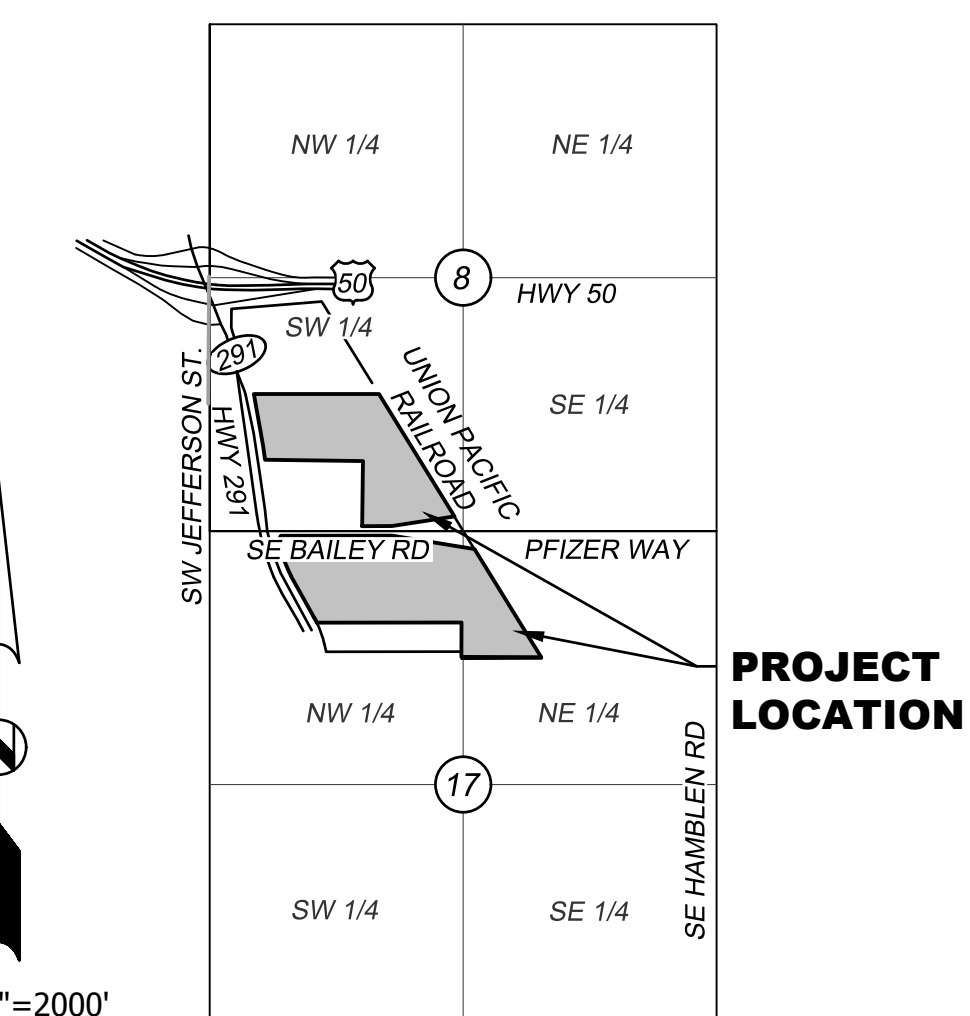 NW 1/4
NE 1/4
50
8
HWY 50
SW 1/4
291
UNION PACIFIC
RAILROAD
SE 1/4
SW JEFFERSON ST.
HWY 291
SE BAILEY RD
PFIZER WAY
PROJECT
LOCATION
NW 1/4
NE 1/4
17
SE HAMBLEN RD
SW 1/4
SE 1/4
"=2000'